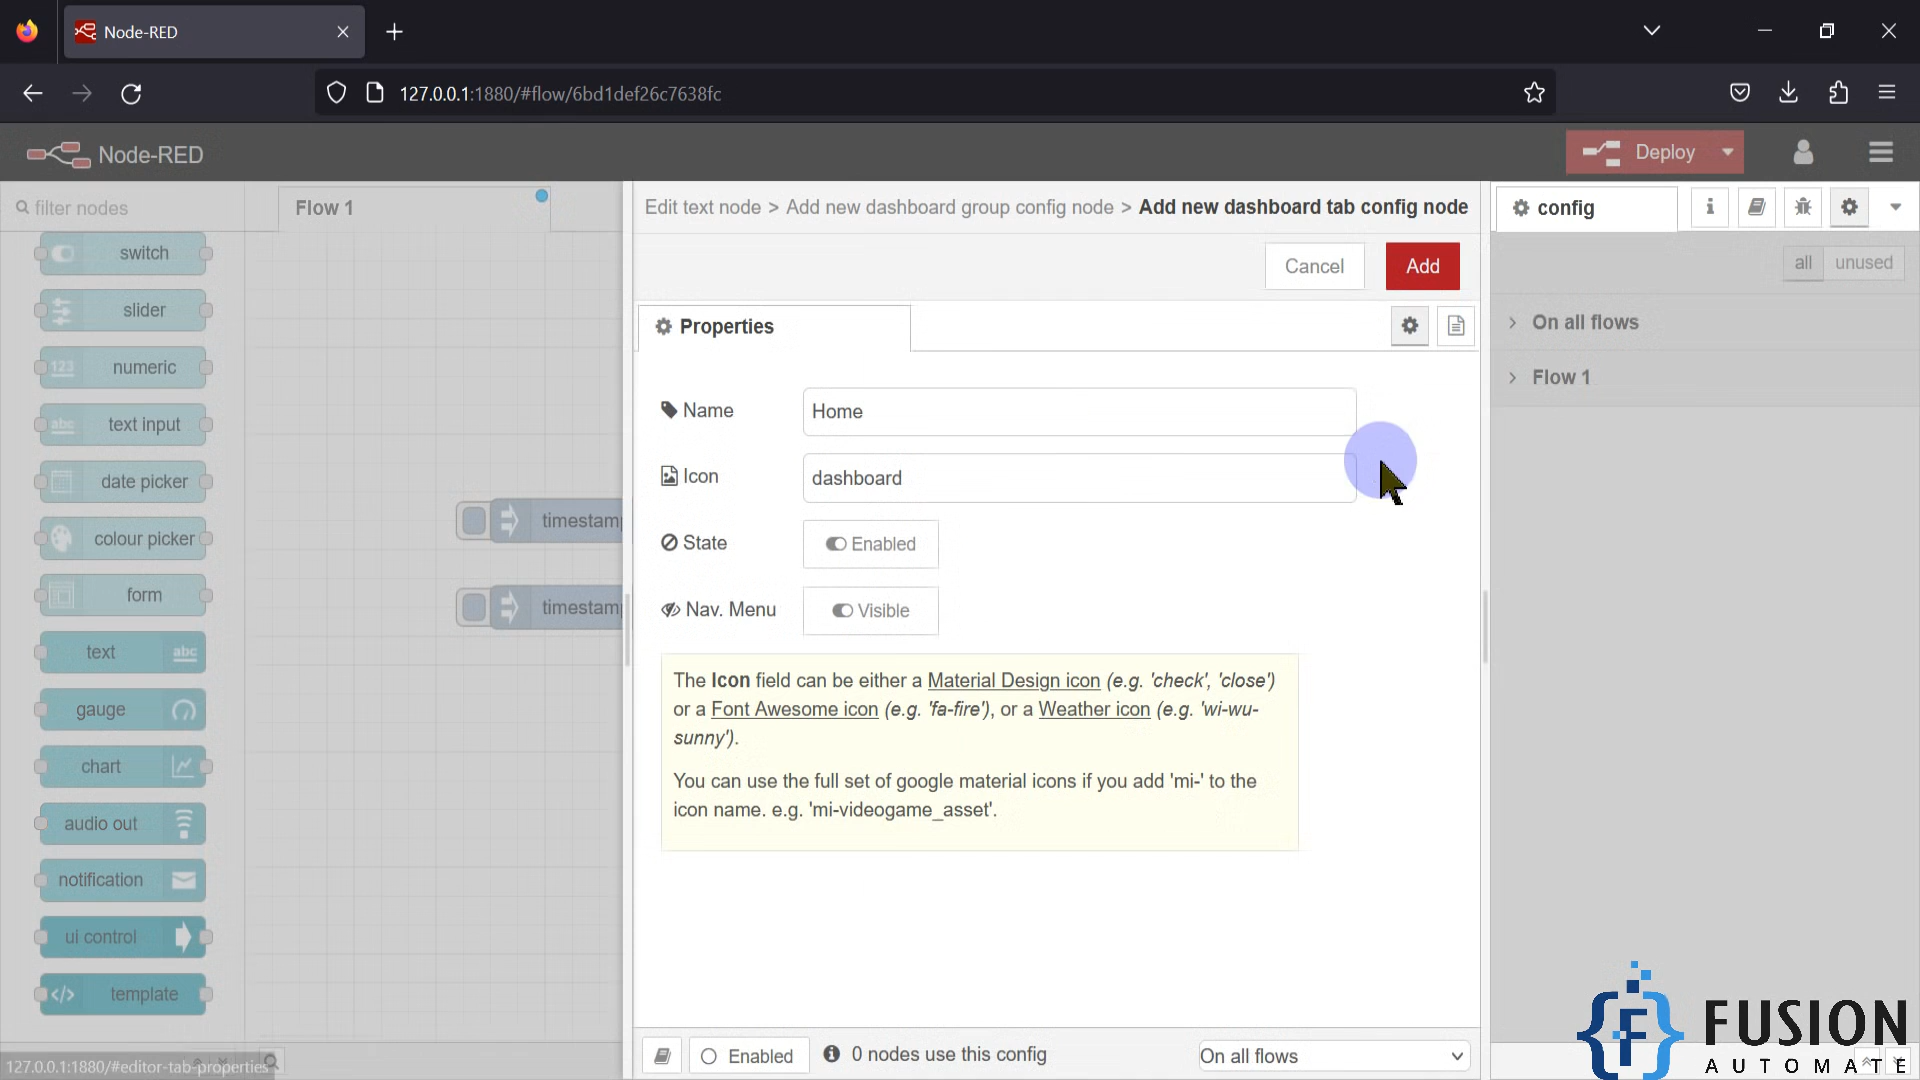 Node-RED
127.0.0.1:1880/#flow/6bd1def26c7638fc
Node-RED
Deploy
filter nodes
Flow 1
Edit text node > Add new dashboard group config node > Add new dashboard tab config node
config
Cancel
Add
all
unused
Properties
On all flows
Flow 1
switch
slider
123
numeric
abc
text input
date picker
colour picker
form
text
abc
gauge
chart
audio out
notification
ui control
</>
template
timestamp
timestamp
Name
Home
Icon
dashboard
State
Enabled
Nav. Menu
Visible
The Icon field can be either a Material Design icon (e.g. 'check', 'close')
or a Font Awesome icon (e.g. 'fa-fire'), or a Weather icon (e.g. 'wi-wu-
sunny').
You can use the full set of google material icons if you add 'mi-' to the
icon name. e.g. 'mi-videogame_asset'.
Enabled
0 nodes use this config
On all flows
127.0.0.1:1880/#editor-tab-properties
F
FUSION
AUTOMATE